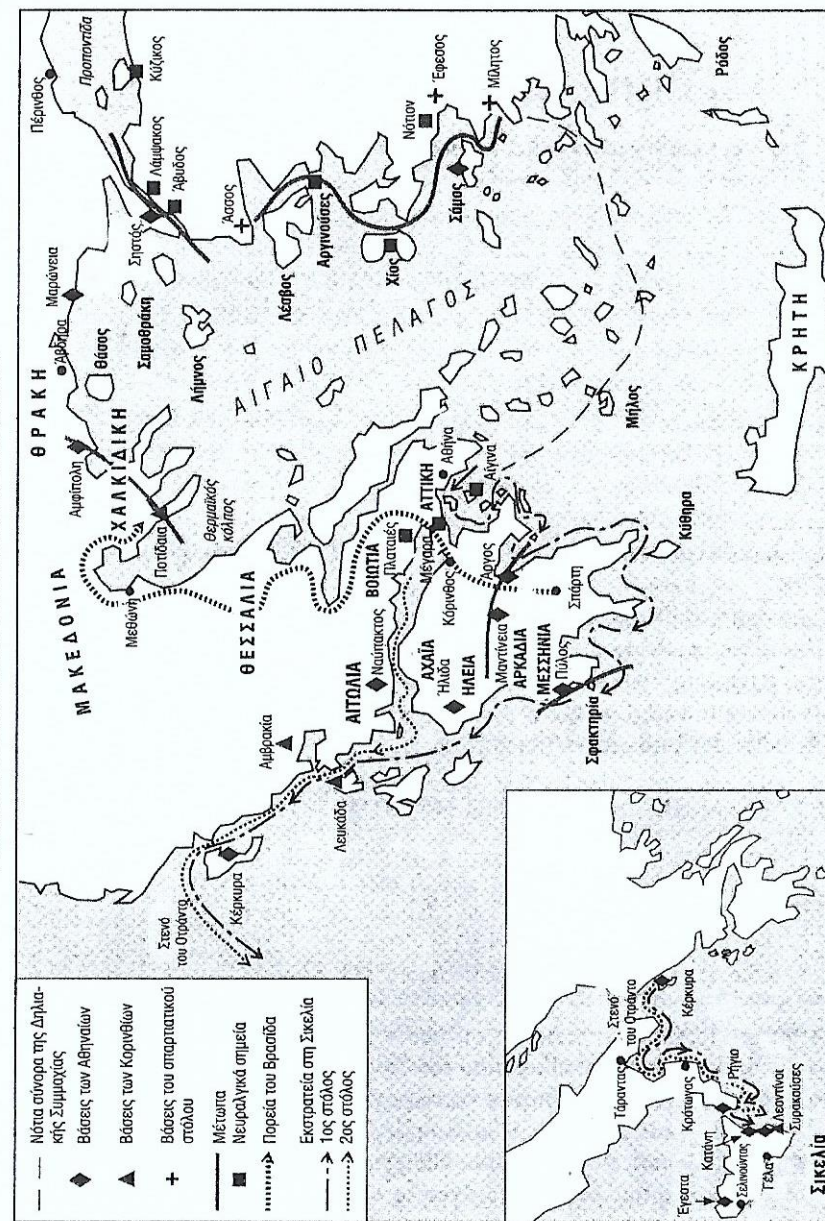 Νότια σύνορα της Δηλια-
κής Συμμαχίας
Βάσεις των Αθηναίων
Βάσεις των Κορινθίων
Βάσεις του σπαρτιατικού
στόλου
Μέτωπα
Νευραλγικά σημεία
Πορεία του Βρασίδα
Εκστρατεία στη Σικελία
1ος στόλος
2ος στόλος
ΜΑΚΕΔΟΝΙΑ
ΘΡΑΚΗ
Άβδηρα
Μαρώνεια
Πέρινθος
Προποντίδα
Κύζικος
Αμφίπολη
ΧΑΛΚΙΔΙΚΗ
Θάσος
Σαμοθράκη
Σηστός
Λάμψακος
Άβυδος
Μεθώνη
Ποτίδαια
Θερμαϊκός
κόλπος
Λήμνος
Άσσος
ΘΕΣΣΑΛΙΑ
ΑΙΓΑΙΟ ΠΕΛΑΓΟΣ
Λέσβος
Αργινούσες
Στενό
του Οτράντο
Κέρκυρα
Αμβρακία
Λευκάδα
ΑΙΤΩΛΙΑ
Ναύπακτος
ΒΟΙΩΤΙΑ
Πλαταιές
Μέγαρα
ΑΤΤΙΚΗ
Αθήνα
Αίγινα
Χίος
Νότιον
Έφεσος
Σάμος
Μίλητος
ΑΧΑΪΑ
Ήλιδα
ΗΛΕΙΑ
Κόρινθος
Άργος
Μαντίνεια
ΑΡΚΑΔΙΑ
ΜΕΣΣΗΝΙΑ
Πύλος
Σφακτηρία
Σπάρτη
Κύθηρα
Μήλος
Ρόδος
ΚΡΗΤΗ
Στενό
του Οτράντο
Τάραντας
Κέρκυρα
Κρότωνας
Ρήγιο
Κατάνη
Λεοντίνοι
Συρακούσες
Έγεστα
Σελινούντας
Γέλα
Σικελία